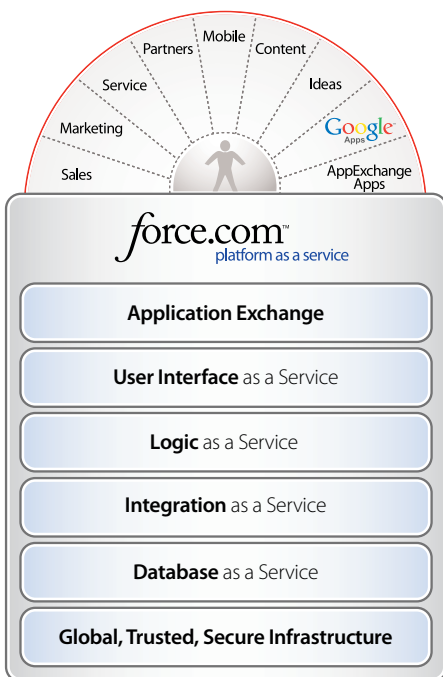 Mobile
Partners
Content
Service
Ideas
Marketing
Google™
Apps
Sales
AppExchange
Apps
force.com™
platform as a service
Application Exchange
User Interface as a Service
Logic as a Service
Integration as a Service
Database as a Service
Global, Trusted, Secure Infrastructure